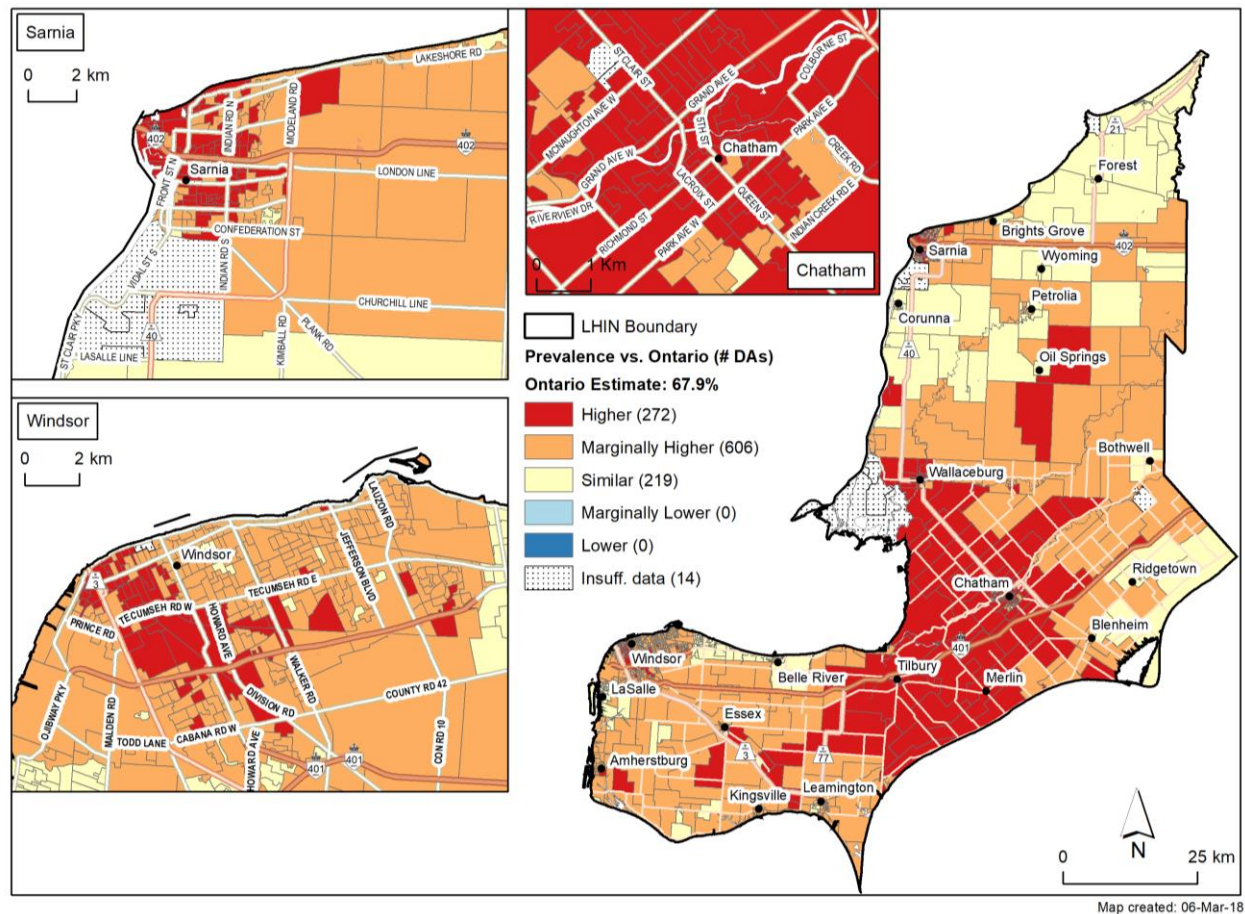 Sarnia
0 2 km
LAKESHORE RD
INDIAN RD N
MODELAND RD
402
402
FRONT ST N
Sarnia
LONDON LINE
CONFEDERATION ST
VIDAL ST S
INDIAN RD S
CHURCHILL LINE
ST CLAIR PKY
40
LASALLE LINE
KIMBALL RD
PLANK RD
ST CLAIR ST
COLBORNE ST
GRAND AVE E
MCNAUGHTON AVE W
5TH ST
PARK AVE E
Chatham
GRAND AVE W
CREEK RD
LACROIX ST
QUEEN ST
RIVERVIEW DR
RICHMOND ST
PARK AVE W
INDIAN CREEK RD E
0 1 Km
Chatham
LHIN Boundary
Prevalence vs. Ontario (# DAs)
Ontario Estimate: 67.9%
Higher (272)
Marginally Higher (606)
Similar (219)
Marginally Lower (0)
Lower (0)
Insuff. data (14)
Windsor
0 2 km
LAUZON RD
JEFFERSON BLVD
Windsor
3
TECUMSEH RD E
TECUMSEH RD W
PRINCE RD
HOWARD AVE
WALKER RD
DIVISION RD
COUNTY RD 42
OJIBWAY PKY
MALDEN RD
CABANA RD W
TODD LANE
HOWARD AVE
CON RD 10
401
401
21
Forest
Brights Grove
Sarnia
402
Wyoming
Petrolia
Corunna
40
Oil Springs
Bothwell
Wallaceburg
Ridgetown
Chatham
Blenheim
401
Windsor
Tilbury
Belle River
Merlin
LaSalle
Essex
3
77
Amherstburg
Leamington
Kingsville
N
0 25 km
Map created: 06-Mar-18